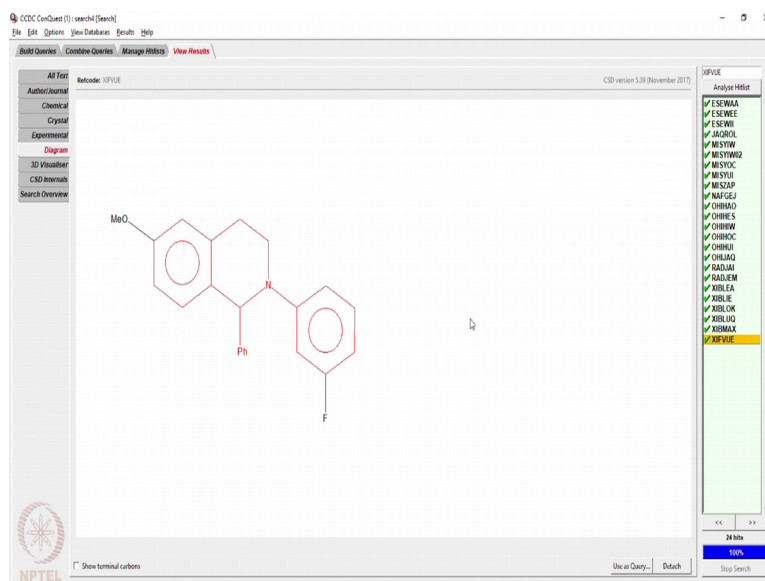 CCDC ConQuest (1) : search4 [Search]
File Edit Options View Databases Results Help
Build Queries Combine Queries Manage Hitlists View Results
All Text
Author/Journal
Chemical
Crystal
Experimental
Diagram
3D Visualiser
CSD Internals
Search Overview
Refcode: XIFVUE
CSD version 5.39 (November 2017)
MeO
N
Ph
F
Show terminal carbons
Use as Query...
Detach
XIFVUE
Analyse Hitlist
ESEWAA
ESEWEE
ESEWII
JAQROL
MISYIW
MISYIW02
MISYOC
MISYUI
MISZAP
NAFGEJ
OHIHAO
OHIHES
OHIHIW
OHIHOC
OHIHUI
OHIJAQ
RADJAI
RADJEM
XIBLEA
XIBLIE
XIBLOK
XIBLUQ
XIBMAX
XIFVUE
<< >>
24 hits
100%
Stop Search
NPTEL